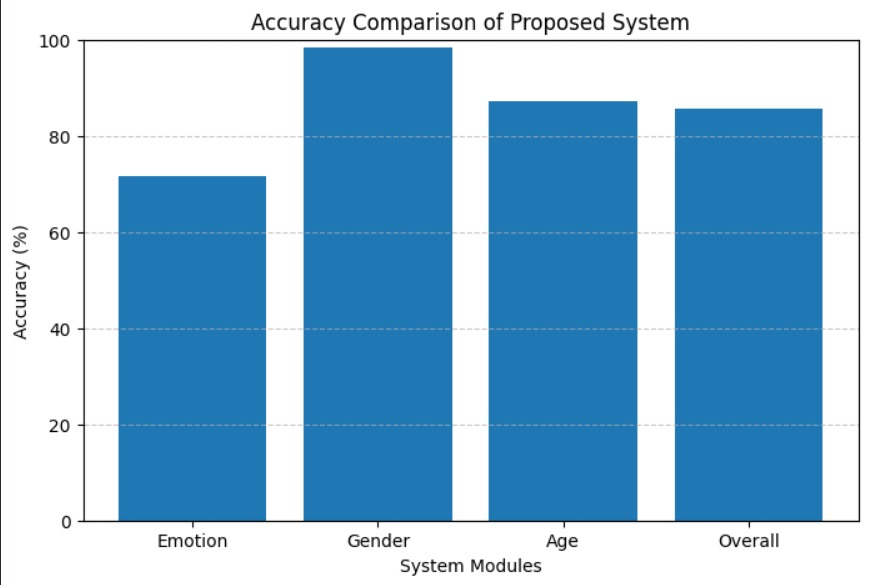 Accuracy Comparison of Proposed System
100
80
60
40
20
0
Accuracy (%)
Emotion Gender Age Overall
System Modules